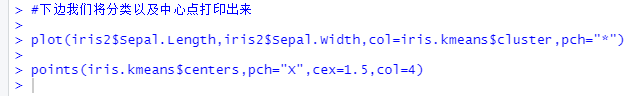 > #下边我们将分类以及中心点打印出来
>
> plot(iris2$Sepal.Length,iris2$Sepal.Width,col=iris.kmeans$cluster,pch="*")
>
> points(iris.kmeans$centers,pch="X",cex=1.5,col=4)
>